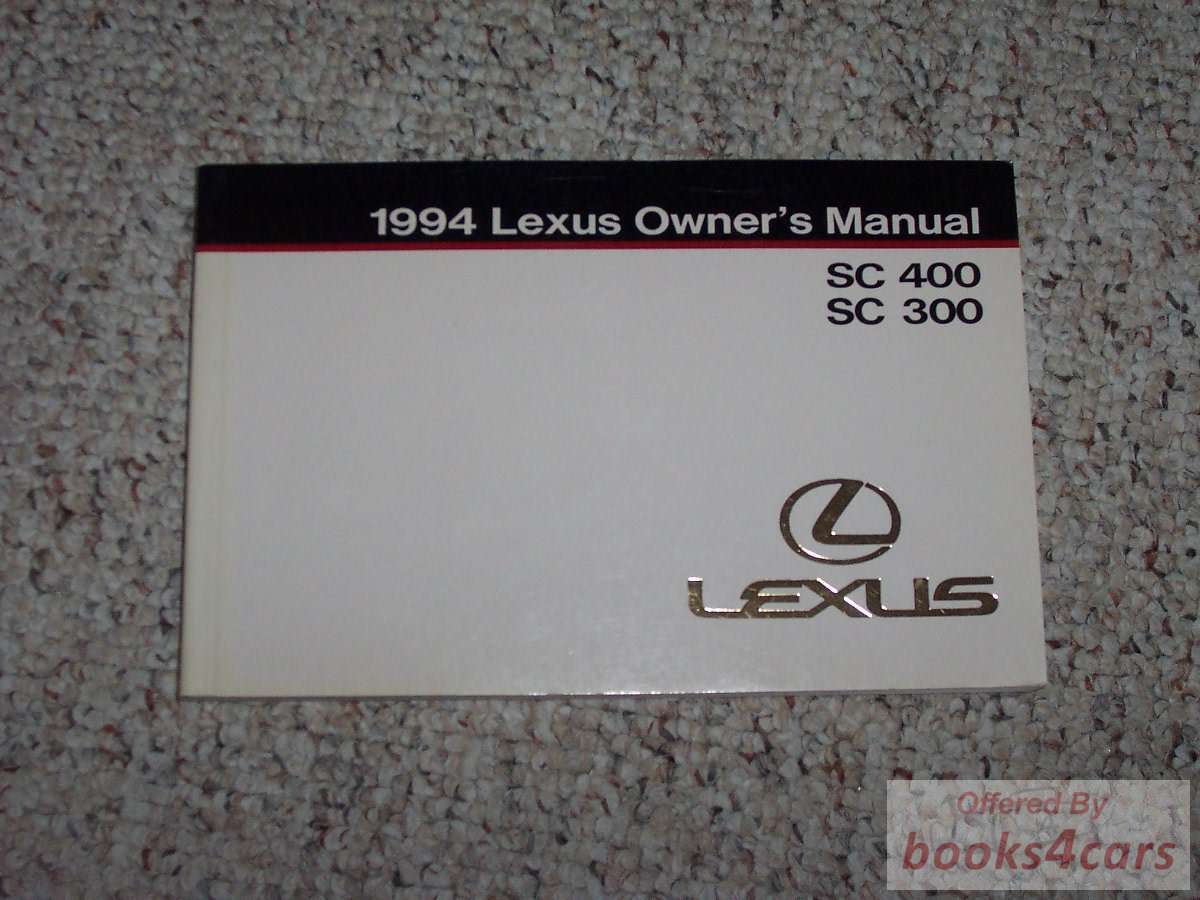 1994 Lexus Owner's Manual
SC 400
SC 300
LEXUS
Offered By
books4cars